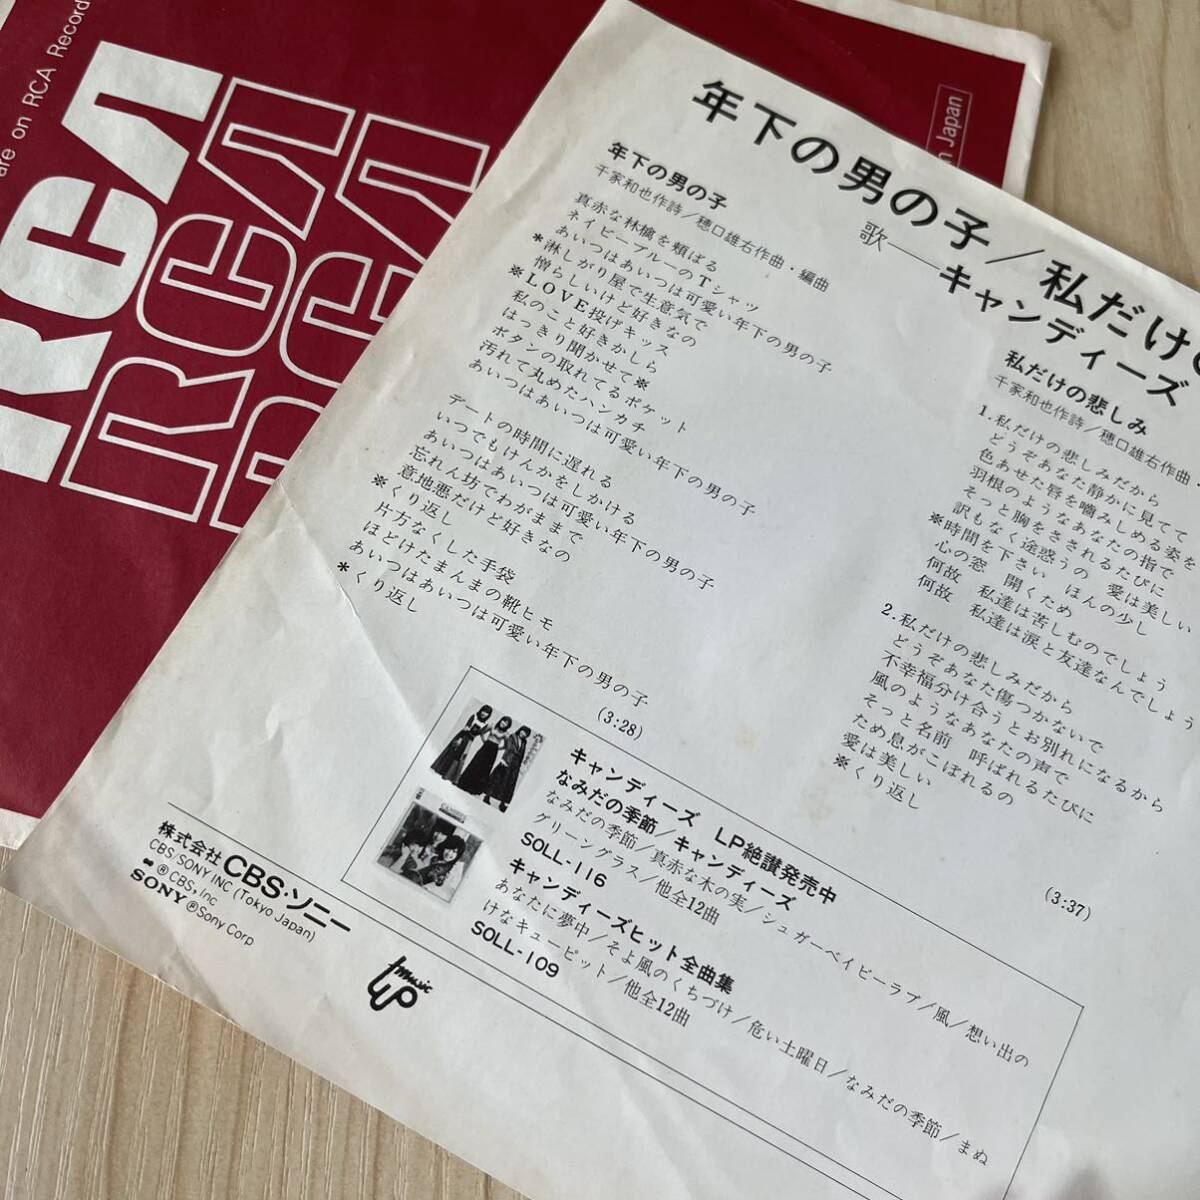 are on RCA Record
RCA
RCA
RCA
n Japan
年下の男の子／私だけの
歌──キャンディーズ
年下の男の子
千家和也作詩／穂口雄右作曲・編曲
真赤な林檎を頬ばる
ネイビーブルーのTシャツ
あいつはあいつは可愛い年下の男の子
*淋しがり屋で生意気で
憎らしいけど好きなの
※LOVE投げキッス
私のこと好きかしら
はっきり聞かせて※
ボタンの取れてるポケット
汚れて丸めたハンカチ
あいつはあいつは可愛い年下の男の子
デートの時間に遅れる
いつでもけんかをしかける
あいつはあいつは可愛い年下の男の子
忘れん坊でわがままで
意地悪だけど好きなの
※くり返し
片方なくした手袋
ほどけたまんまの靴ヒモ
あいつはあいつは可愛い年下の男の子
*くり返し
(3:28)
私だけの悲しみ
千家和也作詩／穂口雄右作曲・
1.私だけの悲しみだから
どうぞあなた静かに見てて
色あせた唇を噛みしめる姿を
羽根のようなあなたの指で
そっと胸をさされるたびに
訳もなく途惑うの　愛は美しい
※時間を下さい　ほんの少し
心の窓　開くため
何故　私達は苦しむのでしょう
何故　私達は涙と友達なんでしょう
2.私だけの悲しみだから
どうぞあなた傷つかないで
不幸福分け合うとお別れになるから
風のようなあなたの声で
そっと名前　呼ばれるたびに
ため息がこぼれるの
愛は美しい
※くり返し
(3:37)
キャンディーズ　LP絶讃発売中
なみだの季節／キャンディーズ
なみだの季節／真赤な木の実／シュガーベイビーラブ／風／想い出の
グリーングラス／他全12曲
SOLL-116
キャンディーズヒット全曲集
あなたに夢中／そよ風のくちづけ／危い土曜日／なみだの季節／まぬ
けなキューピット／他全12曲
SOLL-109
株式会社 CBS・ソニー
CBS/SONY INC (Tokyo Japan)
®CBS, Inc
SONY ®Sony Corp
music